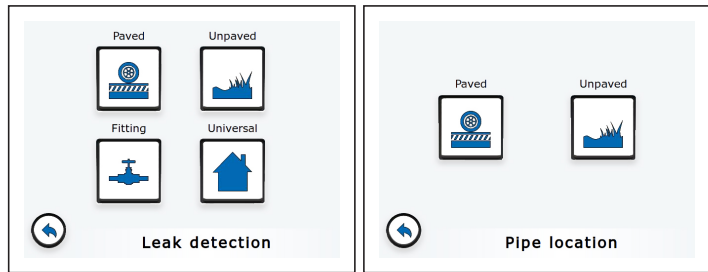 Paved
Unpaved
Fitting
Universal
Leak detection
Paved
Unpaved
Pipe location